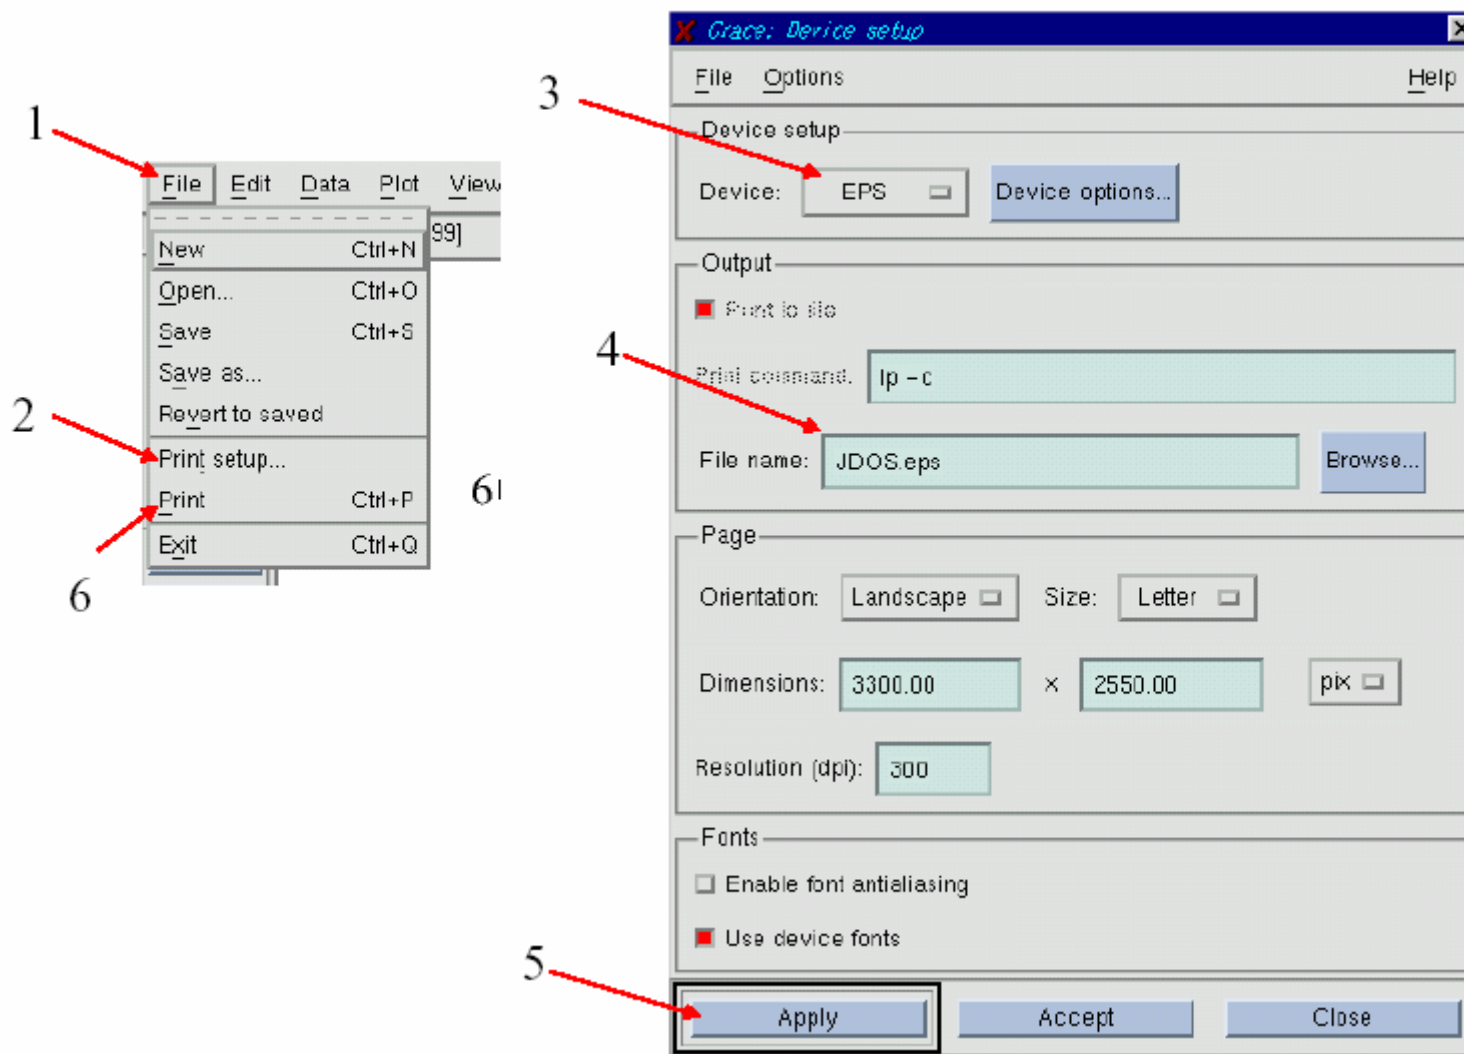 Grace: Device setup
File Options Help
3
Device setup
1
File Edit Data Plot View
Device: EPS Device options...
99]
New Ctrl+N
Output
Open... Ctrl+O
Print to file
Save Ctrl+S
4
Save as...
Print command: lp -c
Revert to saved
2
Print setup...
File name: JDOS.eps Browse...
Print Ctrl+P
6
Page
Exit Ctrl+Q
6
Orientation: Landscape Size: Letter
Dimensions: 3300.00 × 2550.00 pix
Resolution (dpi): 300
Fonts
Enable font antialiasing
Use device fonts
5
Apply Accept Close